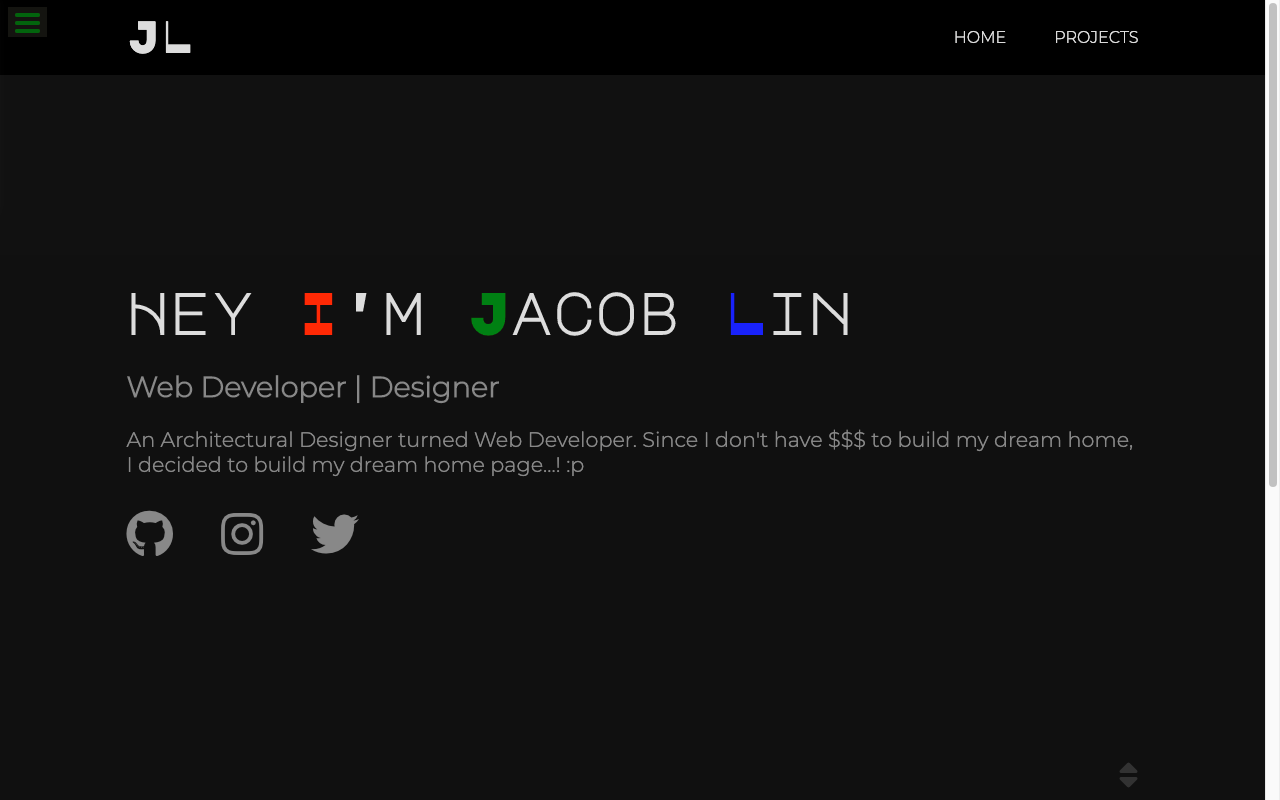 JL
HOME
PROJECTS
HEY I'M JACOB LIN
Web Developer | Designer
An Architectural Designer turned Web Developer. Since I don't have $$$ to build my dream home,
I decided to build my dream home page...! :p